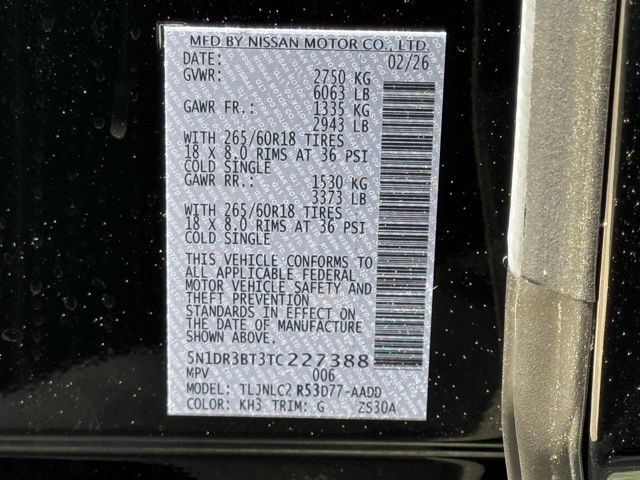 MFD BY NISSAN MOTOR CO., LTD.
DATE: 02/26
GVWR: 2750 KG
6063 LB
GAWR FR.: 1335 KG
2943 LB
WITH 265/60R18 TIRES
18 X 8.0 RIMS AT 36 PSI
COLD SINGLE
GAWR RR.: 1530 KG
3373 LB
WITH 265/60R18 TIRES
18 X 8.0 RIMS AT 36 PSI
COLD SINGLE
THIS VEHICLE CONFORMS TO
ALL APPLICABLE FEDERAL
MOTOR VEHICLE SAFETY AND
THEFT PREVENTION
STANDARDS IN EFFECT ON
THE DATE OF MANUFACTURE
SHOWN ABOVE.
5N1DR3BT3TC227388
MPV 006
MODEL: TLJNLC2 R53D77-AADD
COLOR: KH3 TRIM: G ZS30A